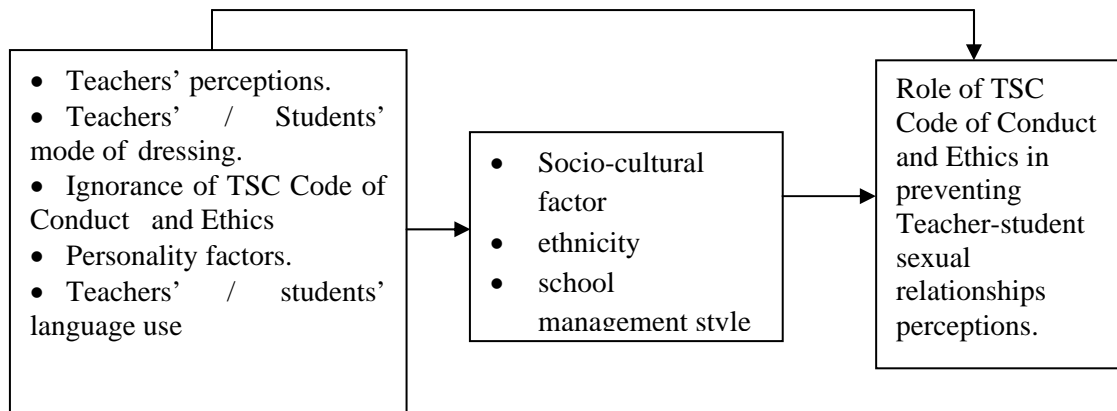 • Teachers’ perceptions.
• Teachers’ / Students’
mode of dressing.
• Ignorance of TSC Code of
Conduct and Ethics
• Personality factors.
• Teachers’ / students’
language use
• Socio-cultural
factor
• ethnicity
• school
management style
Role of TSC
Code of Conduct
and Ethics in
preventing
Teacher-student
sexual
relationships
perceptions.